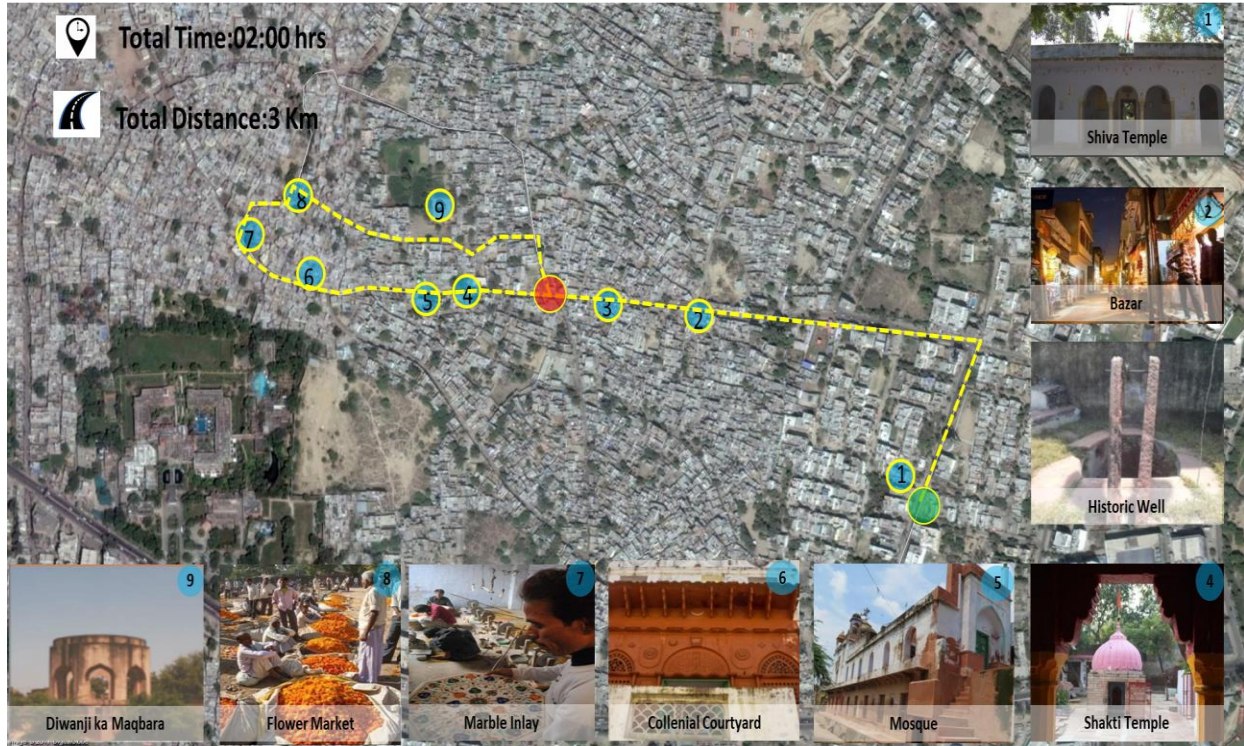 Total Time:02:00 hrs
Total Distance:3 Km
1
Shiva Temple
2
Bazar
Historic Well
8
9
7
6
5
4
3
2
1
9
Diwanji ka Maqbara
8
Flower Market
7
Marble Inlay
6
Collenial Courtyard
5
Mosque
4
Shakti Temple